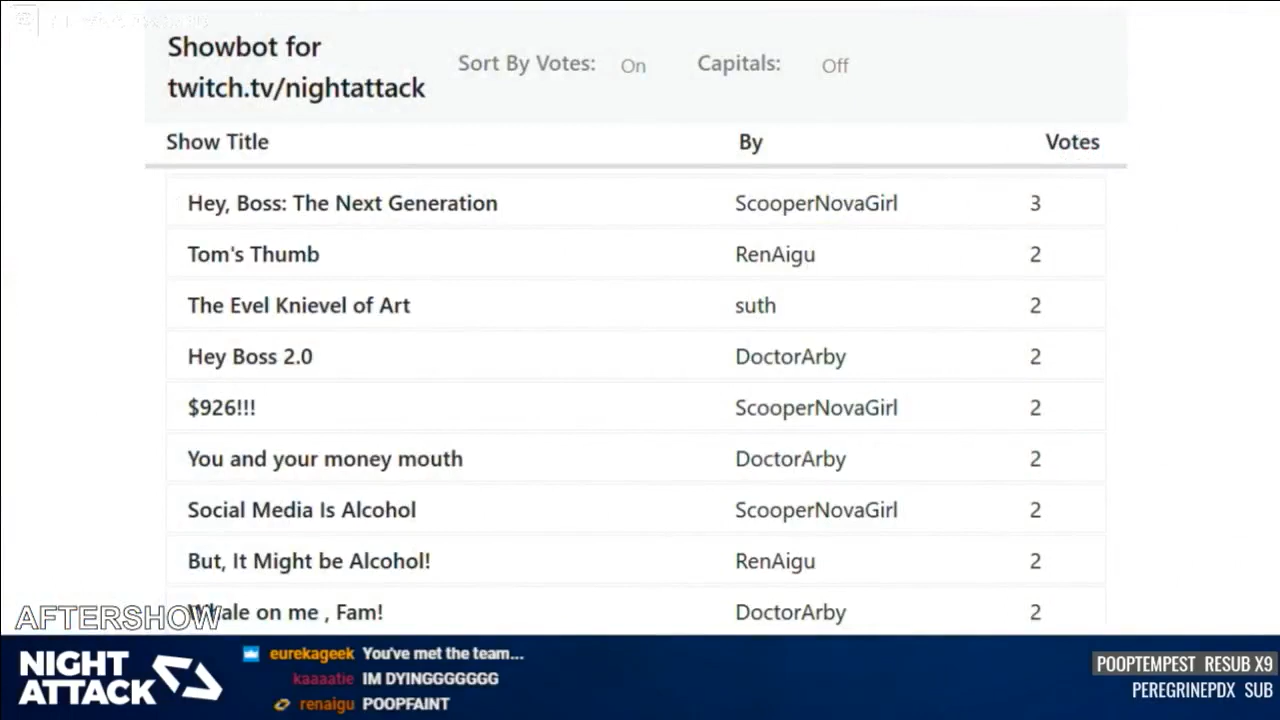 Showbot for
twitch.tv/nightattack
Sort By Votes: On Capitals: Off
Show Title By Votes
Hey, Boss: The Next Generation ScooperNovaGirl 3
Tom's Thumb RenAigu 2
The Evel Knievel of Art suth 2
Hey Boss 2.0 DoctorArby 2
$926!!! ScooperNovaGirl 2
You and your money mouth DoctorArby 2
Social Media Is Alcohol ScooperNovaGirl 2
But, It Might be Alcohol! RenAigu 2
Whale on me , Fam! DoctorArby 2
AFTERSHOW
NIGHT
ATTACK
eurekageek You've met the team...
kaaaatie IM DYINGGGGGGG
renaigu POOPFAINT
POOPTEMPEST RESUB X9
PEREGRINEPDX SUB